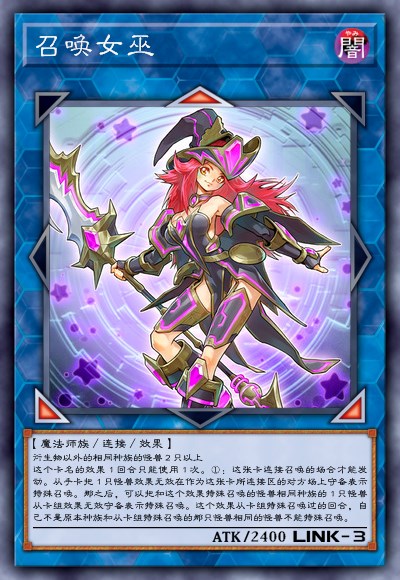 召唤女巫
やみ
闇
【魔法师族／连接／效果】
衍生物以外的相同种族的怪兽2只以上
这个卡名的效果1回合只能使用1次。①：这张卡连接召唤的场合才能发
动。从手卡把1只怪兽效果无效在作为这张卡所连接区的对方场上守备表示
特殊召唤。那之后，可以把和这个效果特殊召唤的怪兽相同种族的1只怪兽
从卡组效果无效守备表示特殊召唤。这个效果从卡组特殊召唤过的回合，自
己不是原本种族和从卡组特殊召唤的那只怪兽相同的怪兽不能特殊召唤。
ATK/2400 LINK-3